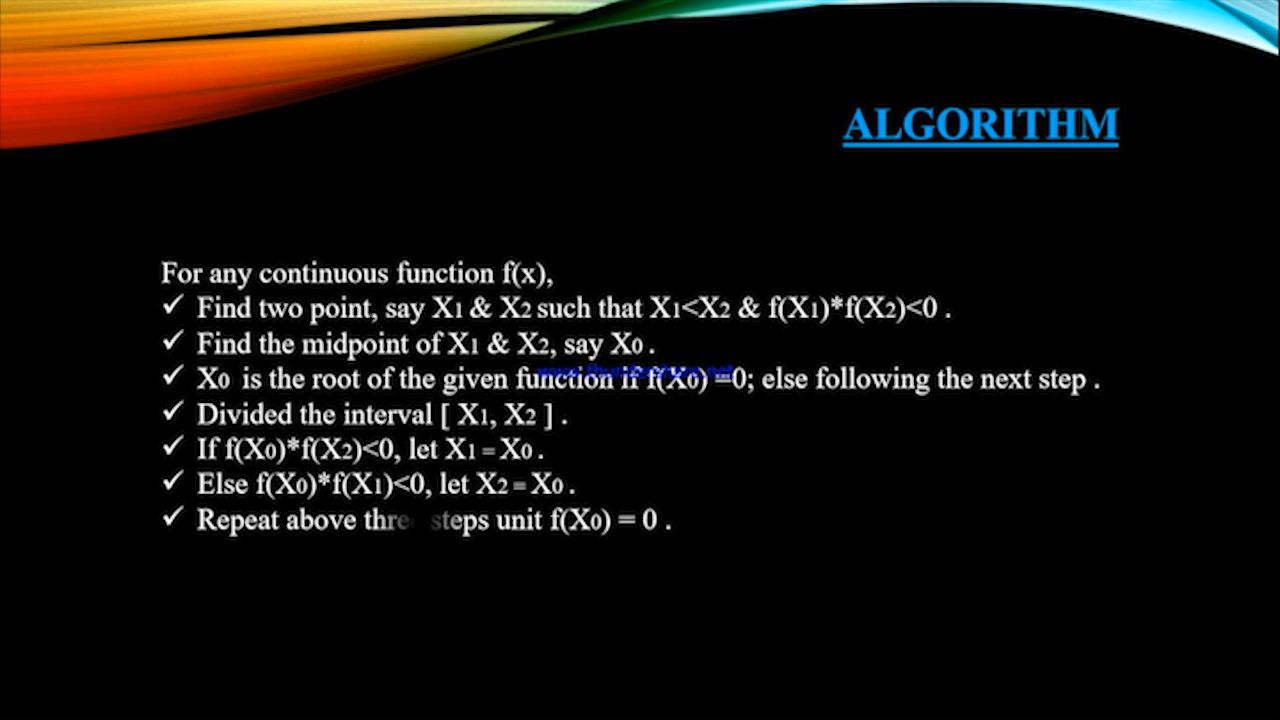 ALGORITHM
For any continuous function f(x),
✓ Find two point, say X1 & X2 such that X1<X2 & f(X1)*f(X2)<0 .
✓ Find the midpoint of X1 & X2, say X0 .
✓ X0 is the root of the given function if f(X0) =0; else following the next step .
✓ Divided the interval [ X1, X2 ] .
✓ If f(X0)*f(X2)<0, let X1 = X0 .
✓ Else f(X0)*f(X1)<0, let X2 = X0 .
✓ Repeat above three steps unit f(X0) = 0 .